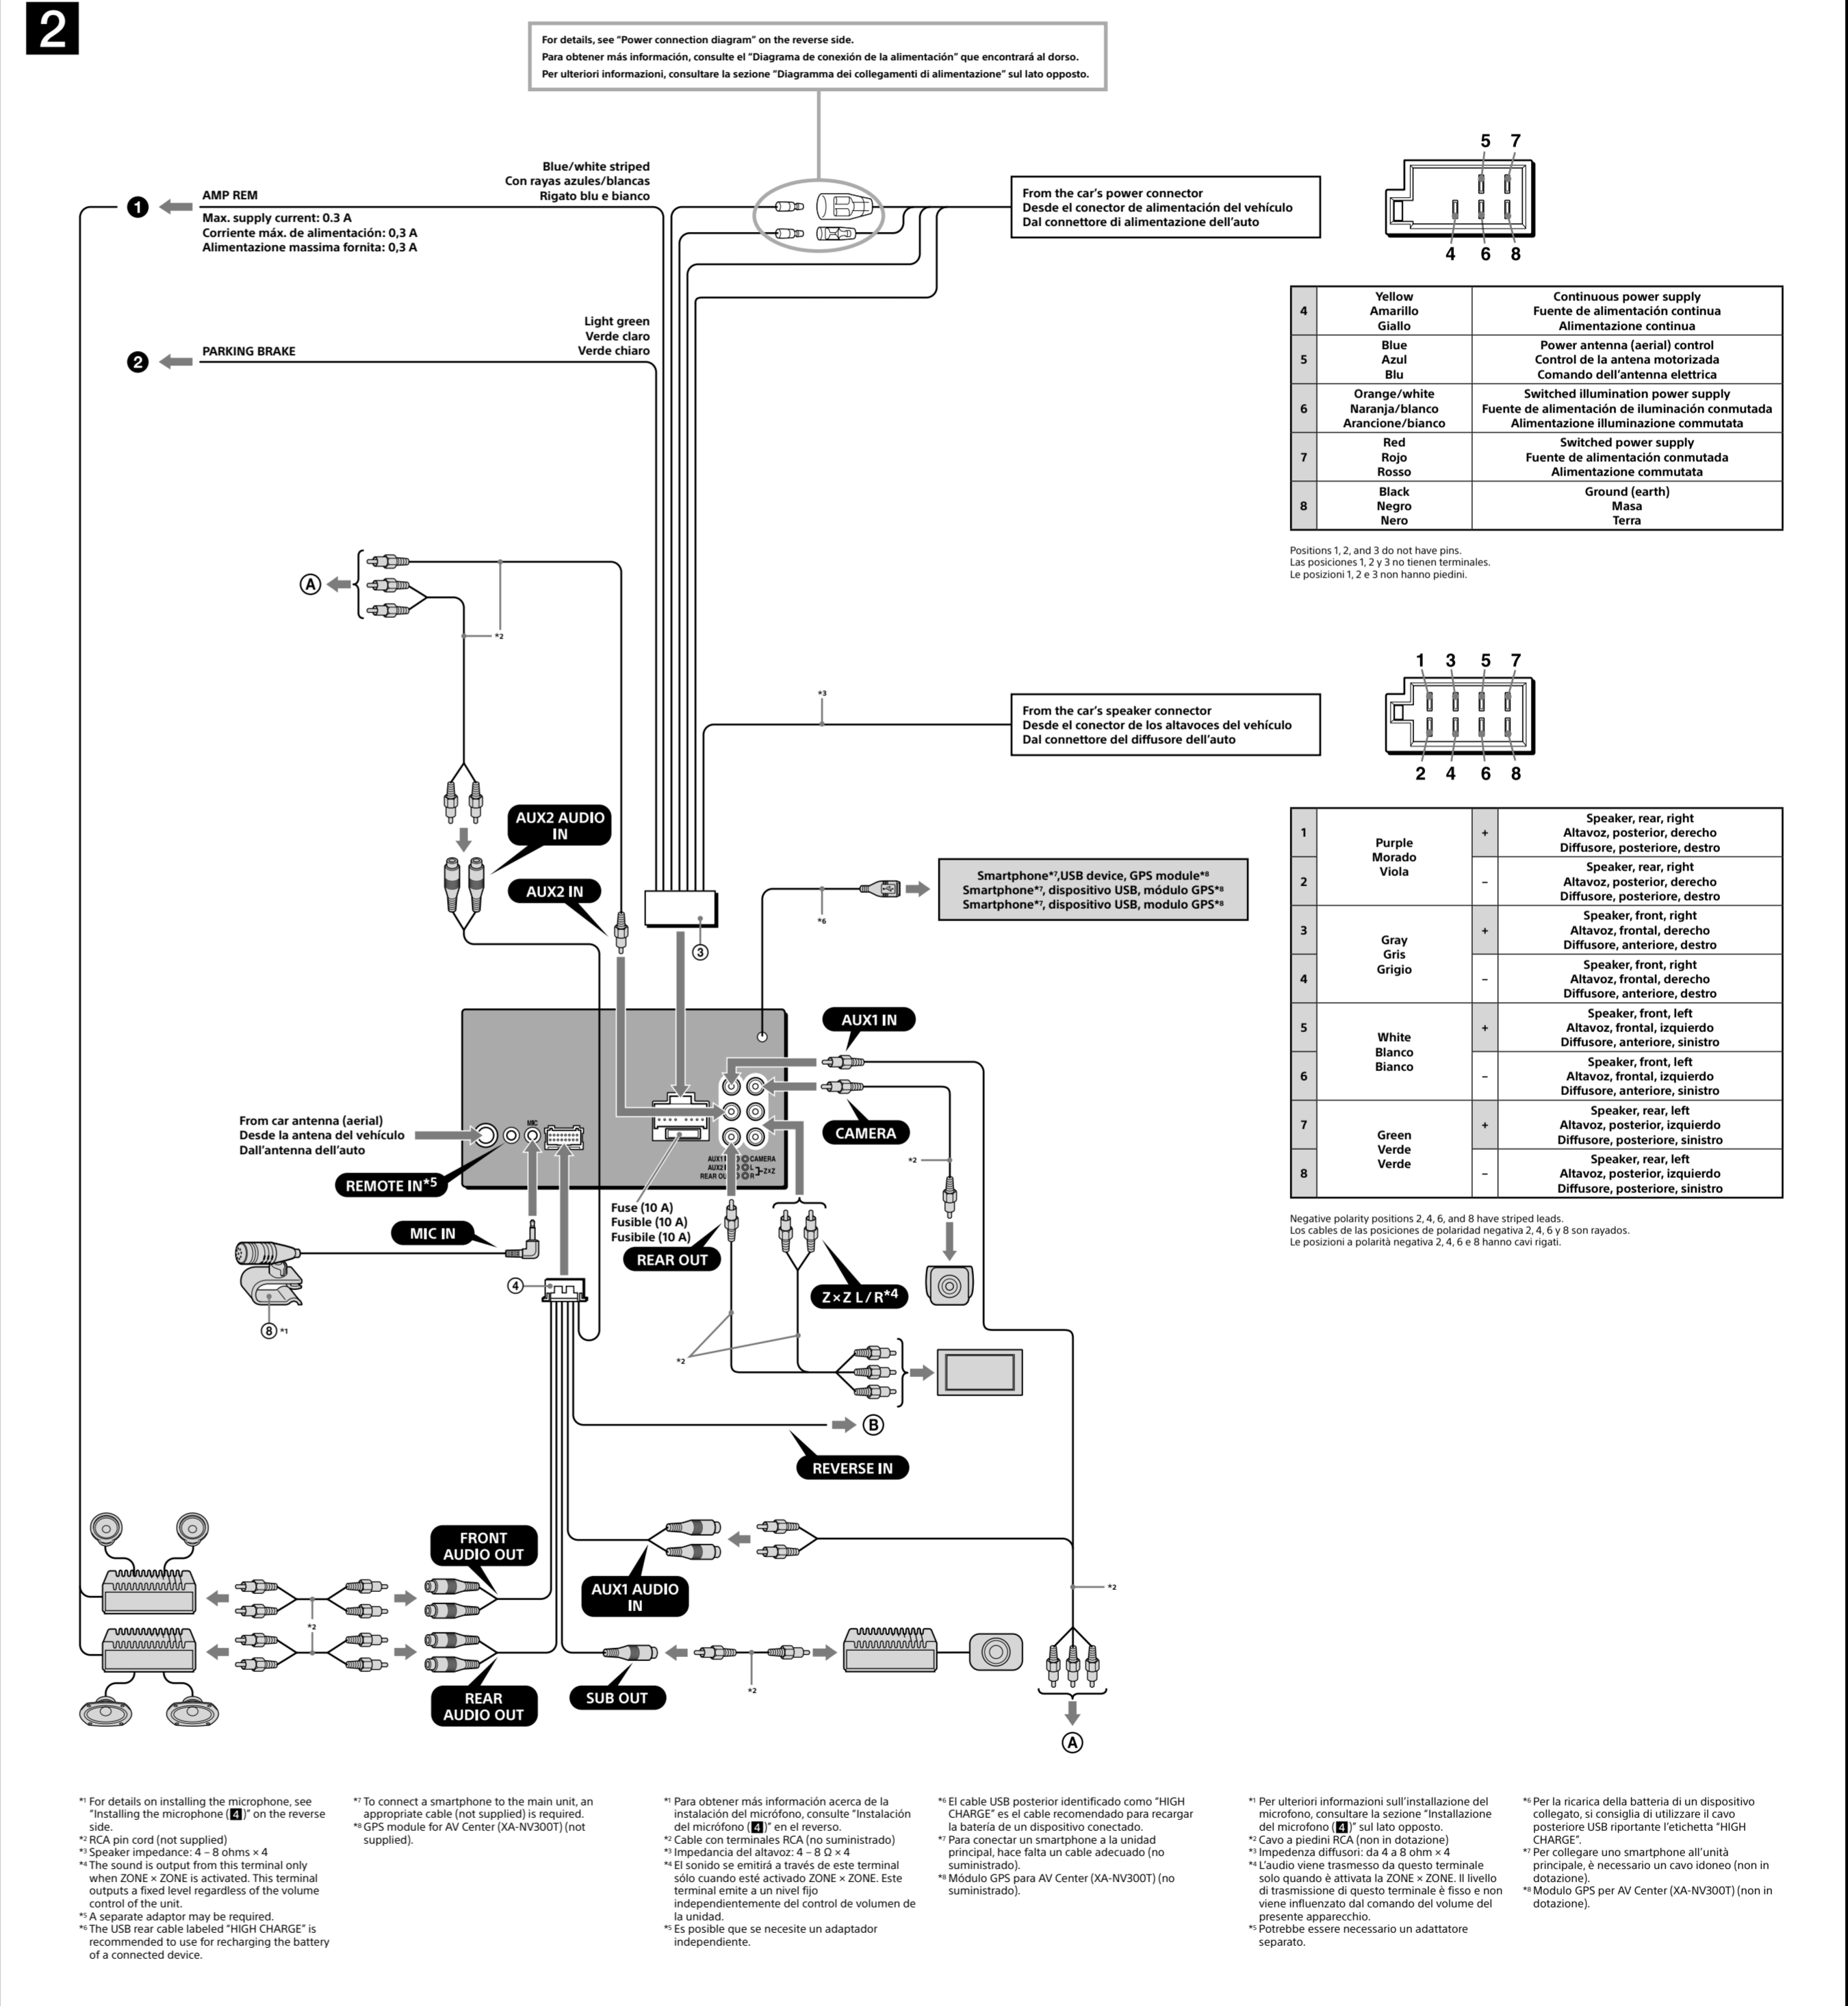 2
For details, see “Power connection diagram” on the reverse side.
Para obtener más información, consulte el “Diagrama de conexión de la alimentación” que encontrará al dorso.
Per ulteriori informazioni, consultare la sezione “Diagramma dei collegamenti di alimentazione” sul lato opposto.
Blue/white striped
Con rayas azules/blancas
Rigato blu e bianco
1
AMP REM
Max. supply current: 0.3 A
Corriente máx. de alimentación: 0,3 A
Alimentazione massima fornita: 0,3 A
From the car’s power connector
Desde el conector de alimentación del vehículo
Dal connettore di alimentazione dell’auto
5 7
4 6 8
Light green
Verde claro
Verde chiaro
2
PARKING BRAKE
4
Yellow
Amarillo
Giallo
Continuous power supply
Fuente de alimentación continua
Alimentazione continua
5
Blue
Azul
Blu
Power antenna (aerial) control
Control de la antena motorizada
Comando dell’antenna elettrica
6
Orange/white
Naranja/blanco
Arancione/bianco
Switched illumination power supply
Fuente de alimentación de iluminación conmutada
Alimentazione illuminazione commutata
7
Red
Rojo
Rosso
Switched power supply
Fuente de alimentación conmutada
Alimentazione commutata
8
Black
Negro
Nero
Ground (earth)
Masa
Terra
Positions 1, 2, and 3 do not have pins.
Las posiciones 1, 2 y 3 no tienen terminales.
Le posizioni 1, 2 e 3 non hanno piedini.
A
*2
*3
From the car’s speaker connector
Desde el conector de los altavoces del vehículo
Dal connettore del diffusore dell’auto
1 3 5 7
2 4 6 8
AUX2 AUDIO
IN
AUX2 IN
3
*6
Smartphone*7,USB device, GPS module*8
Smartphone*7, dispositivo USB, módulo GPS*8
Smartphone*7, dispositivo USB, modulo GPS*8
1
Purple
Morado
Viola
+
Speaker, rear, right
Altavoz, posterior, derecho
Diffusore, posteriore, destro
2
–
Speaker, rear, right
Altavoz, posterior, derecho
Diffusore, posteriore, destro
3
Gray
Gris
Grigio
+
Speaker, front, right
Altavoz, frontal, derecho
Diffusore, anteriore, destro
4
–
Speaker, front, right
Altavoz, frontal, derecho
Diffusore, anteriore, destro
5
White
Blanco
Bianco
+
Speaker, front, left
Altavoz, frontal, izquierdo
Diffusore, anteriore, sinistro
6
–
Speaker, front, left
Altavoz, frontal, izquierdo
Diffusore, anteriore, sinistro
7
Green
Verde
Verde
+
Speaker, rear, left
Altavoz, posterior, izquierdo
Diffusore, posteriore, sinistro
8
–
Speaker, rear, left
Altavoz, posterior, izquierdo
Diffusore, posteriore, sinistro
Negative polarity positions 2, 4, 6, and 8 have striped leads.
Los cables de las posiciones de polaridad negativa 2, 4, 6 y 8 son rayados.
Le posizioni a polarità negativa 2, 4, 6 e 8 hanno cavi rigati.
AUX1 IN
CAMERA
*2
From car antenna (aerial)
Desde la antena del vehículo
Dall’antenna dell’auto
MIC
AUX1 CAMERA
AUX2 L
REAR R Z×Z
REMOTE IN*5
MIC IN
Fuse (10 A)
Fusible (10 A)
Fusibile (10 A)
REAR OUT
4
Z×Z L/R*4
8 *1
*2
B
REVERSE IN
FRONT
AUDIO OUT
AUX1 AUDIO
IN
*2
*2
REAR
AUDIO OUT
SUB OUT
*2
A
*1 For details on installing the microphone, see
“Installing the microphone (4)” on the reverse
side.
*2 RCA pin cord (not supplied)
*3 Speaker impedance: 4 – 8 ohms × 4
*4 The sound is output from this terminal only
when ZONE × ZONE is activated. This terminal
outputs a fixed level regardless of the volume
control of the unit.
*5 A separate adaptor may be required.
*6 The USB rear cable labeled “HIGH CHARGE” is
recommended to use for recharging the battery
of a connected device.
*7 To connect a smartphone to the main unit, an
appropriate cable (not supplied) is required.
*8 GPS module for AV Center (XA-NV300T) (not
supplied).
*1 Para obtener más información acerca de la
instalación del micrófono, consulte “Instalación
del micrófono (4)” en el reverso.
*2 Cable con terminales RCA (no suministrado)
*3 Impedancia del altavoz: 4 – 8 Ω × 4
*4 El sonido se emitirá a través de este terminal
sólo cuando esté activado ZONE × ZONE. Este
terminal emite a un nivel fijo
independientemente del control de volumen de
la unidad.
*5 Es posible que se necesite un adaptador
independiente.
*6 El cable USB posterior identificado como “HIGH
CHARGE” es el cable recomendado para recargar
la batería de un dispositivo conectado.
*7 Para conectar un smartphone a la unidad
principal, hace falta un cable adecuado (no
suministrado).
*8 Módulo GPS para AV Center (XA-NV300T) (no
suministrado).
*1 Per ulteriori informazioni sull’installazione del
microfono, consultare la sezione “Installazione
del microfono (4)” sul lato opposto.
*2 Cavo a piedini RCA (non in dotazione)
*3 Impedenza diffusori: da 4 a 8 ohm × 4
*4 L’audio viene trasmesso da questo terminale
solo quando è attivata la ZONE × ZONE. Il livello
di trasmissione di questo terminale è fisso e non
viene influenzato dal comando del volume del
presente apparecchio.
*5 Potrebbe essere necessario un adattatore
separato.
*6 Per la ricarica della batteria di un dispositivo
collegato, si consiglia di utilizzare il cavo
posteriore USB riportante l’etichetta “HIGH
CHARGE”.
*7 Per collegare uno smartphone all’unità
principale, è necessario un cavo idoneo (non in
dotazione).
*8 Modulo GPS per AV Center (XA-NV300T) (non in
dotazione).